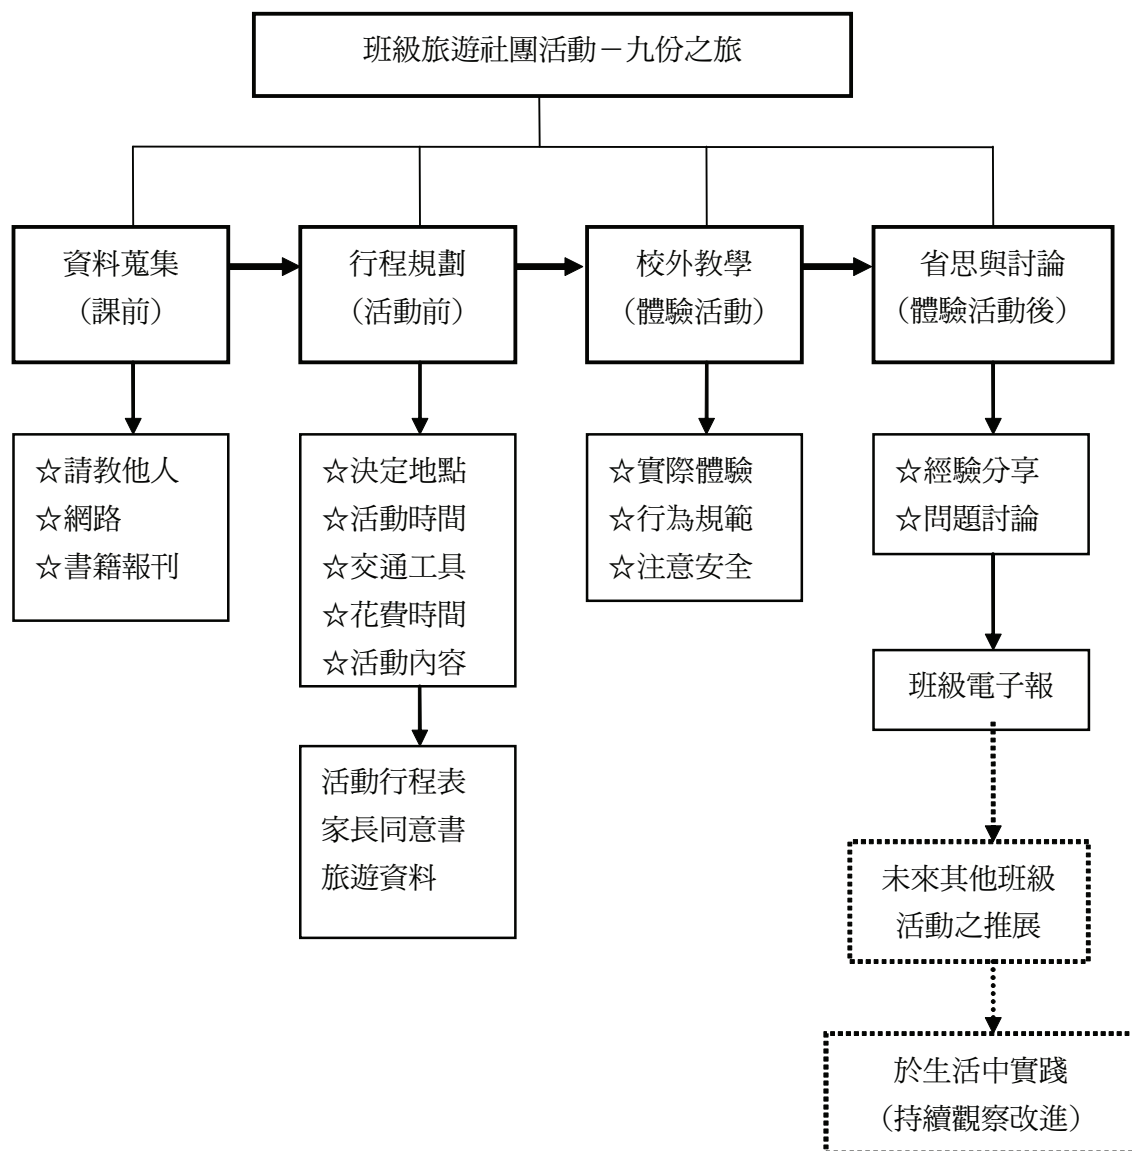 班級旅遊社團活動－九份之旅
資料蒐集
（課前）
行程規劃
（活動前）
校外教學
（體驗活動）
省思與討論
（體驗活動後）
☆請教他人
☆網路
☆書籍報刊
☆決定地點
☆活動時間
☆交通工具
☆花費時間
☆活動內容
☆實際體驗
☆行為規範
☆注意安全
☆經驗分享
☆問題討論
班級電子報
活動行程表
家長同意書
旅遊資料
未來其他班級
活動之推展
於生活中實踐
（持續觀察改進）